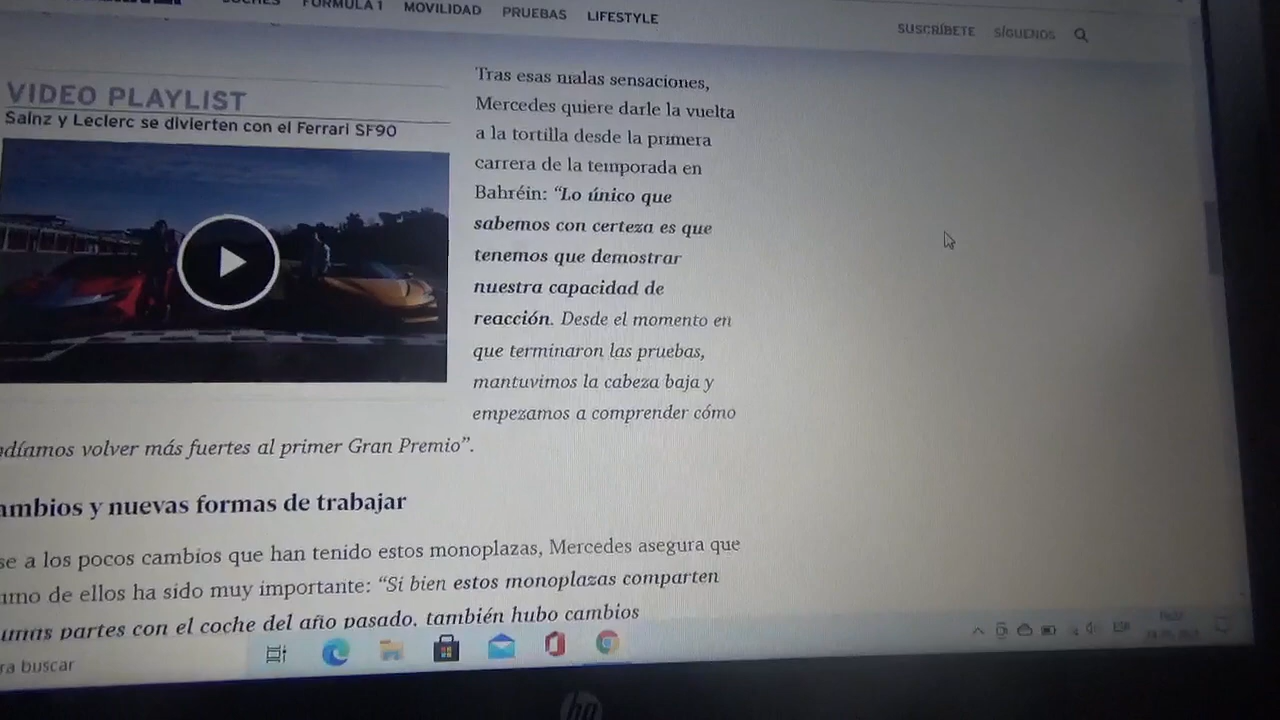 FORMULA 1 MOVILIDAD PRUEBAS LIFESTYLE
SUSCRÍBETE SÍGUENOS
VIDEO PLAYLIST
Sainz y Leclerc se divierten con el Ferrari SF90
Tras esas malas sensaciones,
Mercedes quiere darle la vuelta
a la tortilla desde la primera
carrera de la temporada en
Bahréin: “Lo único que
sabemos con certeza es que
tenemos que demostrar
nuestra capacidad de
reacción. Desde el momento en
que terminaron las pruebas,
mantuvimos la cabeza baja y
empezamos a comprender cómo
díamos volver más fuertes al primer Gran Premio”.
ambios y nuevas formas de trabajar
se a los pocos cambios que han tenido estos monoplazas, Mercedes asegura que
uno de ellos ha sido muy importante: “Si bien estos monoplazas comparten
unas partes con el coche del año pasado, también hubo cambios
ra buscar
ESP
hp